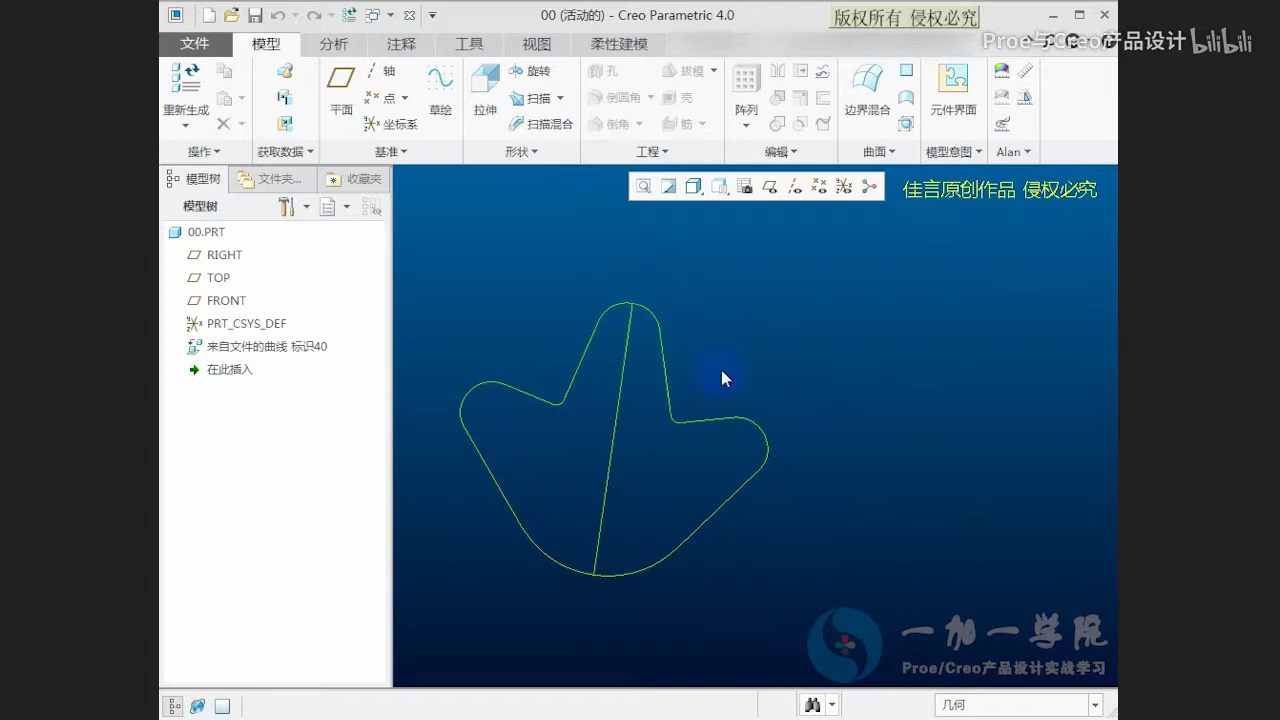 00 (活动的) - Creo Parametric 4.0
版权所有 侵权必究
Proe与Creo产品设计 bilibili
文件 模型 分析 注释 工具 视图 柔性建模
重新生成
平面
轴
点
坐标系
草绘
拉伸
旋转
扫描
扫描混合
孔
倒圆角
倒角
拔模
壳
筋
阵列
边界混合
元件界面
操作 获取数据 基准 形状 工程 编辑 曲面 模型意图 Alan
模型树 文件夹... 收藏夹
模型树
佳言原创作品 侵权必究
00.PRT
RIGHT
TOP
FRONT
PRT_CSYS_DEF
来自文件的曲线 标识40
在此插入
一加一学院
Proe/Creo产品设计实战学习
几何